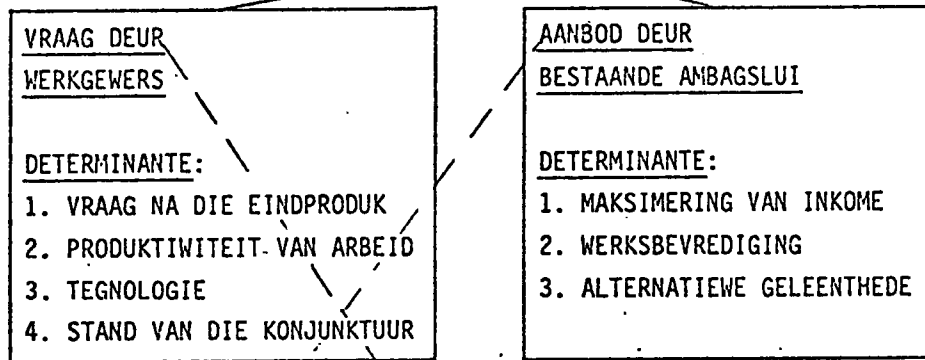 VRAAG DEUR
WERKGEWERS
DETERMINANTE:
1. VRAAG NA DIE EINDPRODUK
2. PRODUKTIWITEIT VAN ARBEID
3. TEGNOLOGIE
4. STAND VAN DIE KONJUNKTUUR
AANBOD DEUR
BESTAANDE AMBAGSLUI
DETERMINANTE:
1. MAKSIMERING VAN INKOME
2. WERKSBEVREDIGING
3. ALTERNATIEWE GELEENTHEDE